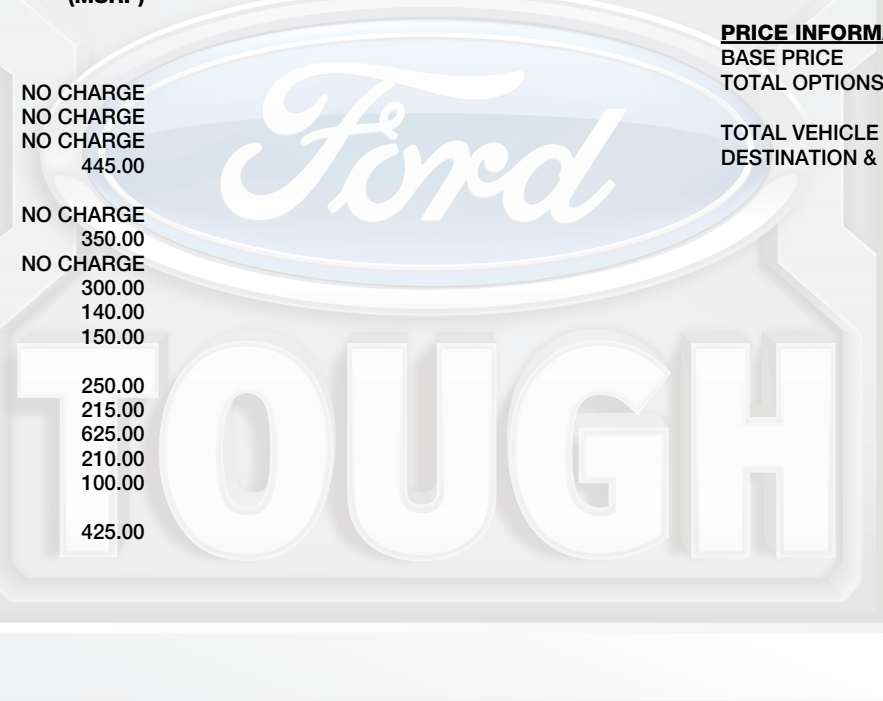 (MSRP)
NO CHARGE
NO CHARGE
NO CHARGE
445.00
NO CHARGE
350.00
NO CHARGE
300.00
140.00
150.00
250.00
215.00
625.00
210.00
100.00
425.00
PRICE INFORMA
BASE PRICE
TOTAL OPTIONS
TOTAL VEHICLE
DESTINATION &
Ford
TOUGH